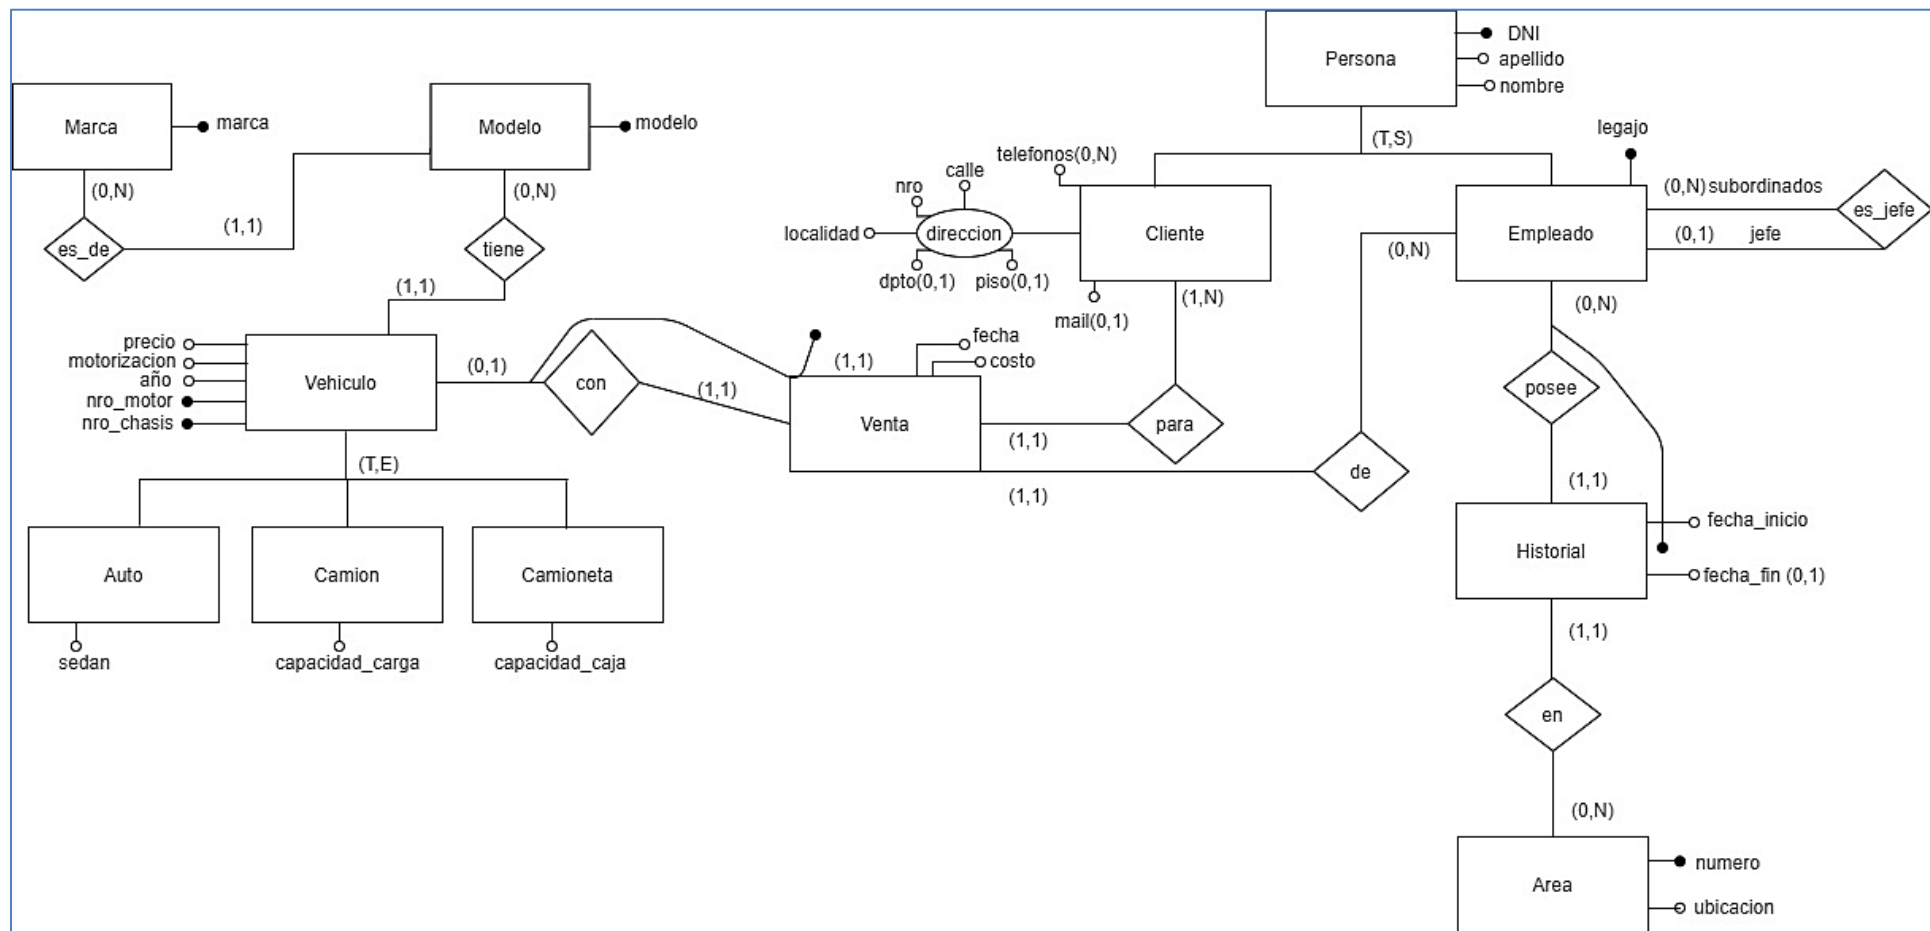 Persona
DNI
apellido
nombre
Marca
marca
Modelo
modelo
(T,S)
legajo
telefonos(0,N)
calle
nro
(0,N)
(0,N)
(1,1)
es_de
tiene
localidad
direccion
Cliente
Empleado
(0,N) subordinados
es_jefe
(0,1) jefe
(0,N)
dpto(0,1)
piso(0,1)
(1,1)
mail(0,1)
(1,N)
(0,N)
precio
motorizacion
año
nro_motor
nro_chasis
Vehiculo
(0,1)
con
(1,1)
(1,1)
fecha
costo
Venta
(1,1)
para
posee
(1,1)
de
(1,1)
(T,E)
Auto
Camion
Camioneta
sedan
capacidad_carga
capacidad_caja
Historial
fecha_inicio
fecha_fin (0,1)
(1,1)
en
(0,N)
Area
numero
ubicacion